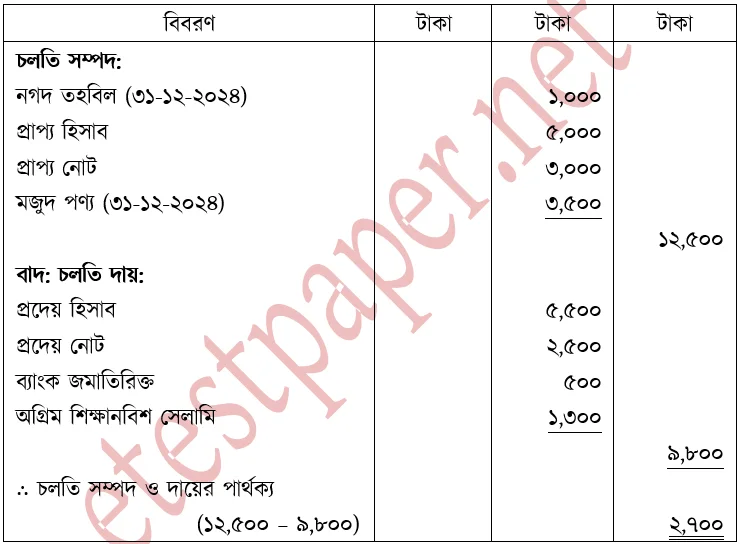 বিবরণ টাকা টাকা টাকা
চলতি সম্পদ:
নগদ তহবিল (৩১-১২-২০২৪) ১,০০০
প্রাপ্য হিসাব ৫,০০০
প্রাপ্য নোট ৩,০০০
মজুদ পণ্য (৩১-১২-২০২৪) ৩,৫০০
১২,৫০০
বাদ: চলতি দায়:
প্রদেয় হিসাব ৫,৫০০
প্রদেয় নোট ২,৫০০
ব্যাংক জমাতিরিক্ত ৫০০
অগ্রিম শিক্ষানবিশ সেলামি ১,৩০০
৯,৮০০
∴ চলতি সম্পদ ও দায়ের পার্থক্য
(১২,৫০০ – ৯,৮০০) ২,৭০০
etestpaper.net